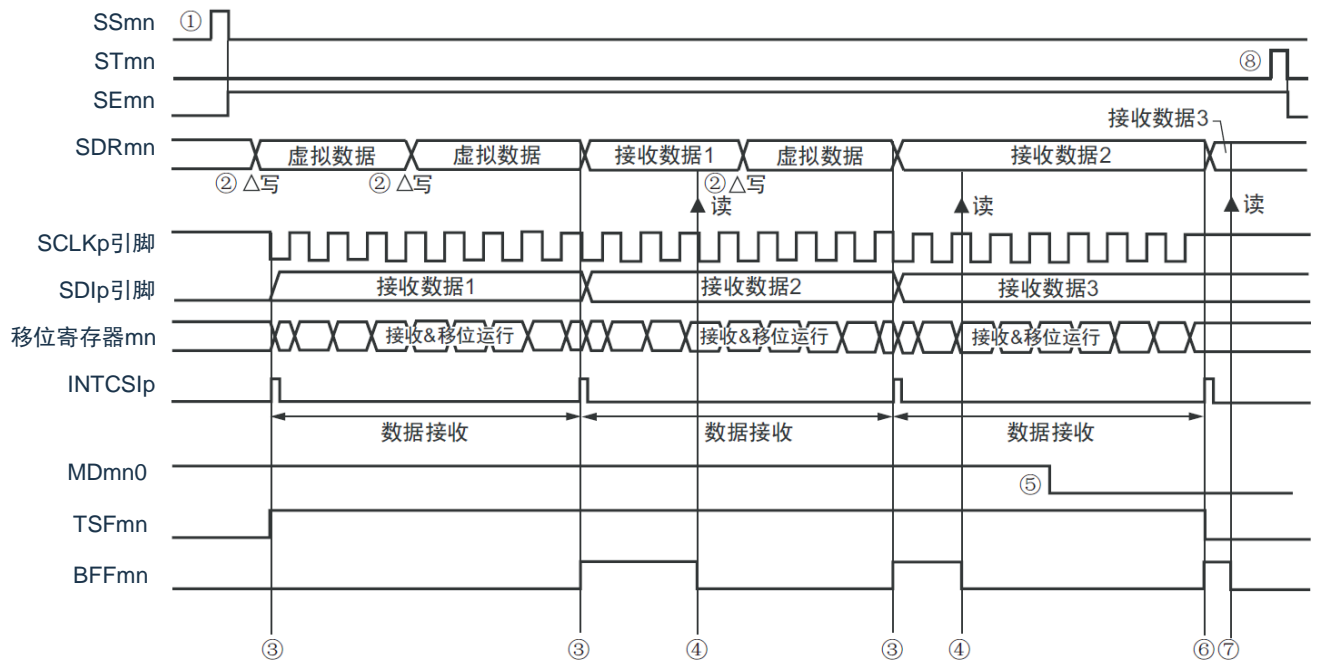 SSmn ①
STmn ⑧
SEmn
接收数据3
SDRmn 虚拟数据 虚拟数据 接收数据1 虚拟数据 接收数据2
② △写 ② △写 ② △写
▲读 ▲读 ▲读
SCLKp引脚
SDIp引脚 接收数据1 接收数据2 接收数据3
移位寄存器mn 接收&移位运行 接收&移位运行 接收&移位运行
INTCSIp
数据接收 数据接收 数据接收
MDmn0 ⑤
TSFmn
BFFmn
③ ③ ④ ③ ④ ⑥ ⑦